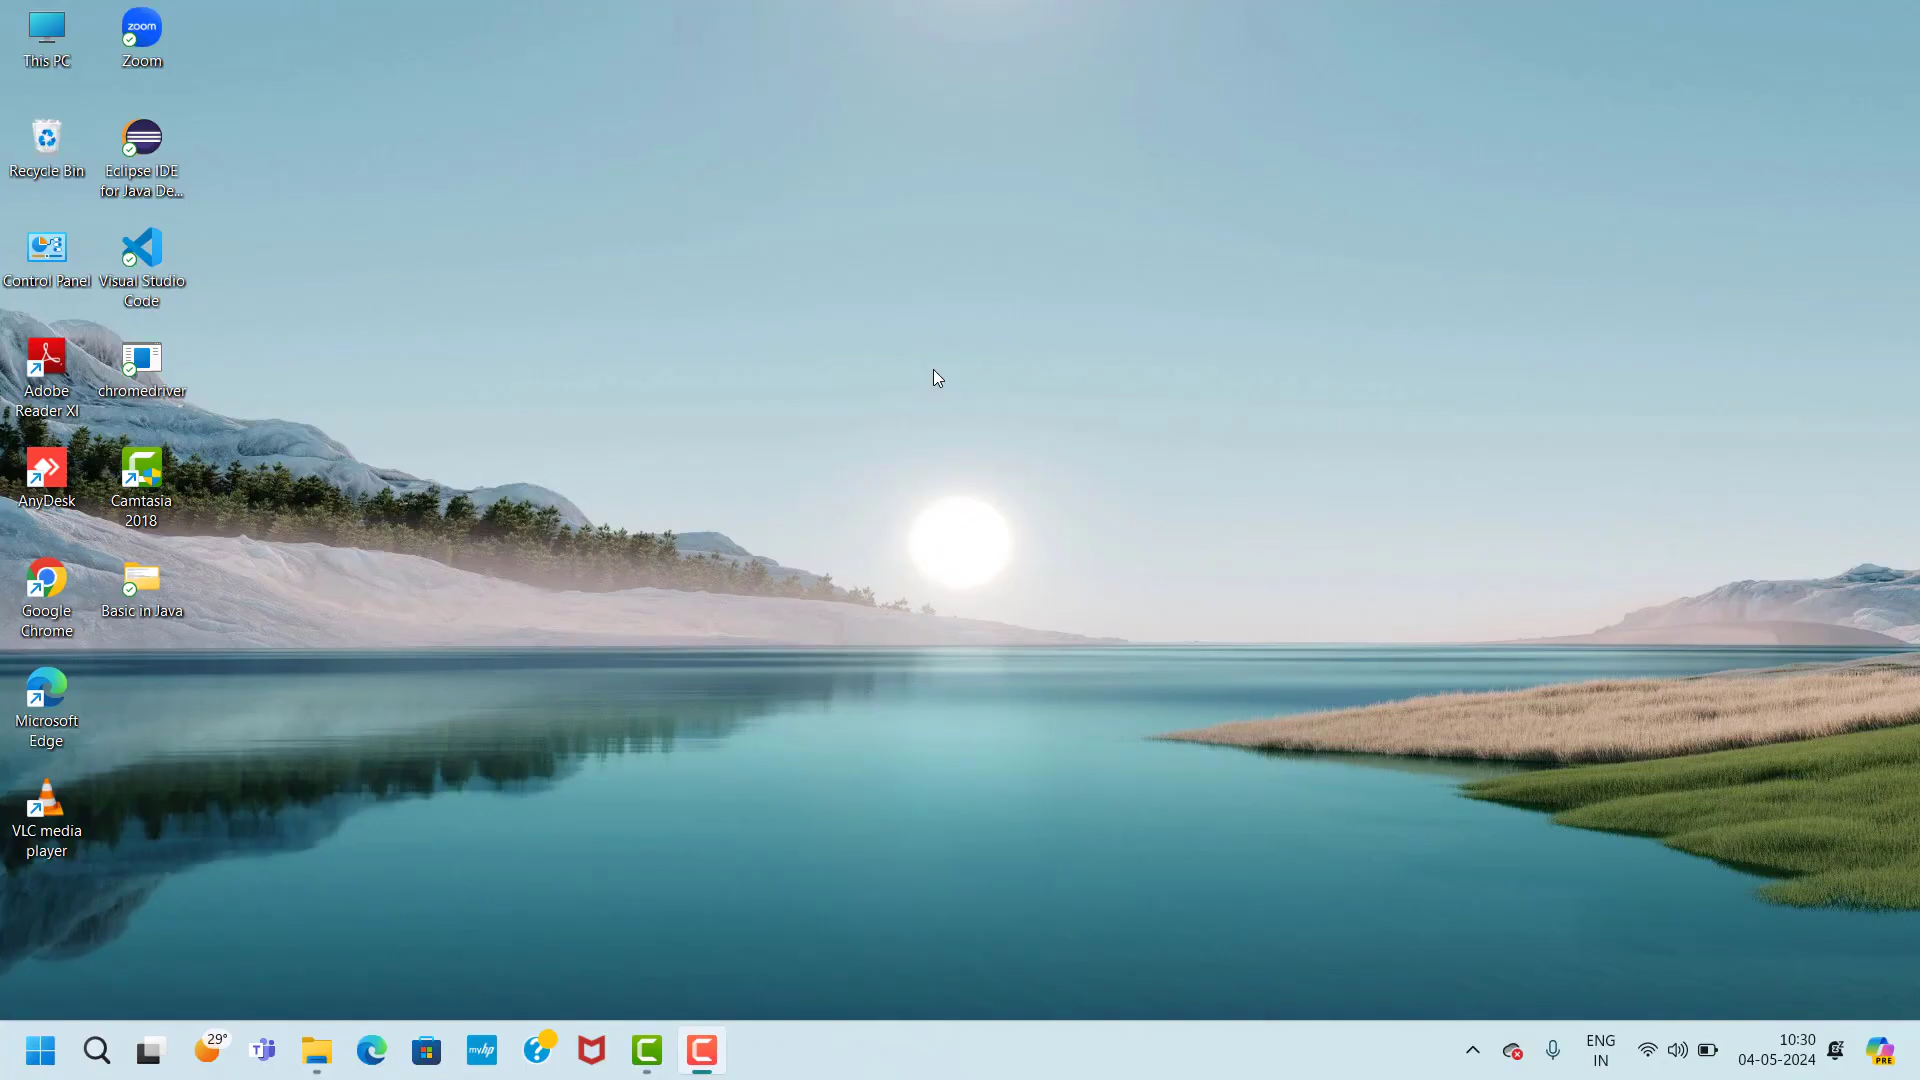 This PC
zoom
Zoom
Recycle Bin
Eclipse IDE
for Java De...
Control Panel
Visual Studio
Code
Adobe
Reader XI
chromedriver
AnyDesk
Camtasia
2018
Google
Chrome
Basic in Java
Microsoft
Edge
VLC media
player
29°
myhp
ENG
IN
10:30
04-05-2024
PRE